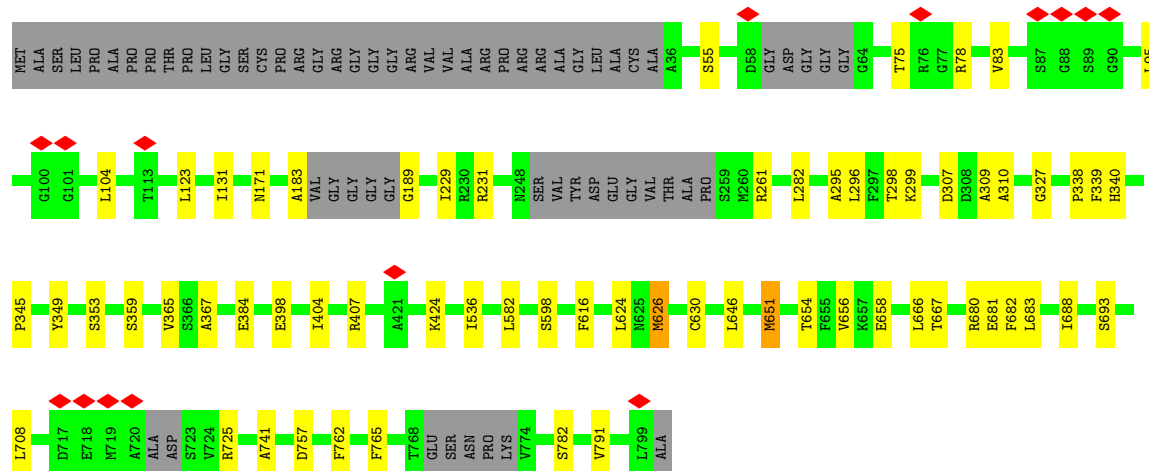 MET ALA SER LEU PRO ALA PRO PRO THR PRO LEU GLY SER CYS PRO ARG GLY ARG GLY GLY GLY ARG VAL VAL ALA ARG PRO ARG ARG ALA GLY LEU ALA CYS ALA A36 S55 D58 GLY ASP GLY GLY GLY G64 T75 R76 G77 R78 V83 S87 G88 S89 G90 L95
G100 G101 L104 T113 L123 I131 N171 A183 VAL GLY GLY GLY GLY G189 I229 R230 R231 N248 SER VAL TYR ASP GLU GLY VAL THR ALA PRO S259 M260 R261 L282 A295 L296 F297 T298 K299 D307 D308 A309 A310 G327 P338 F339 H340
P345 Y349 S353 S359 V365 S366 A367 E384 E398 I404 R407 A421 K424 I536 L582 S598 F616 L624 N625 M626 C630 L646 M651 T654 F655 V656 K657 E658 L666 T667 R680 E681 F682 L683 I688 S693
L708 D717 E718 M719 A720 ALA ASP S723 V724 R725 A741 D757 F762 F765 T768 GLU SER ASN PRO LYS V774 S782 V791 L799 ALA